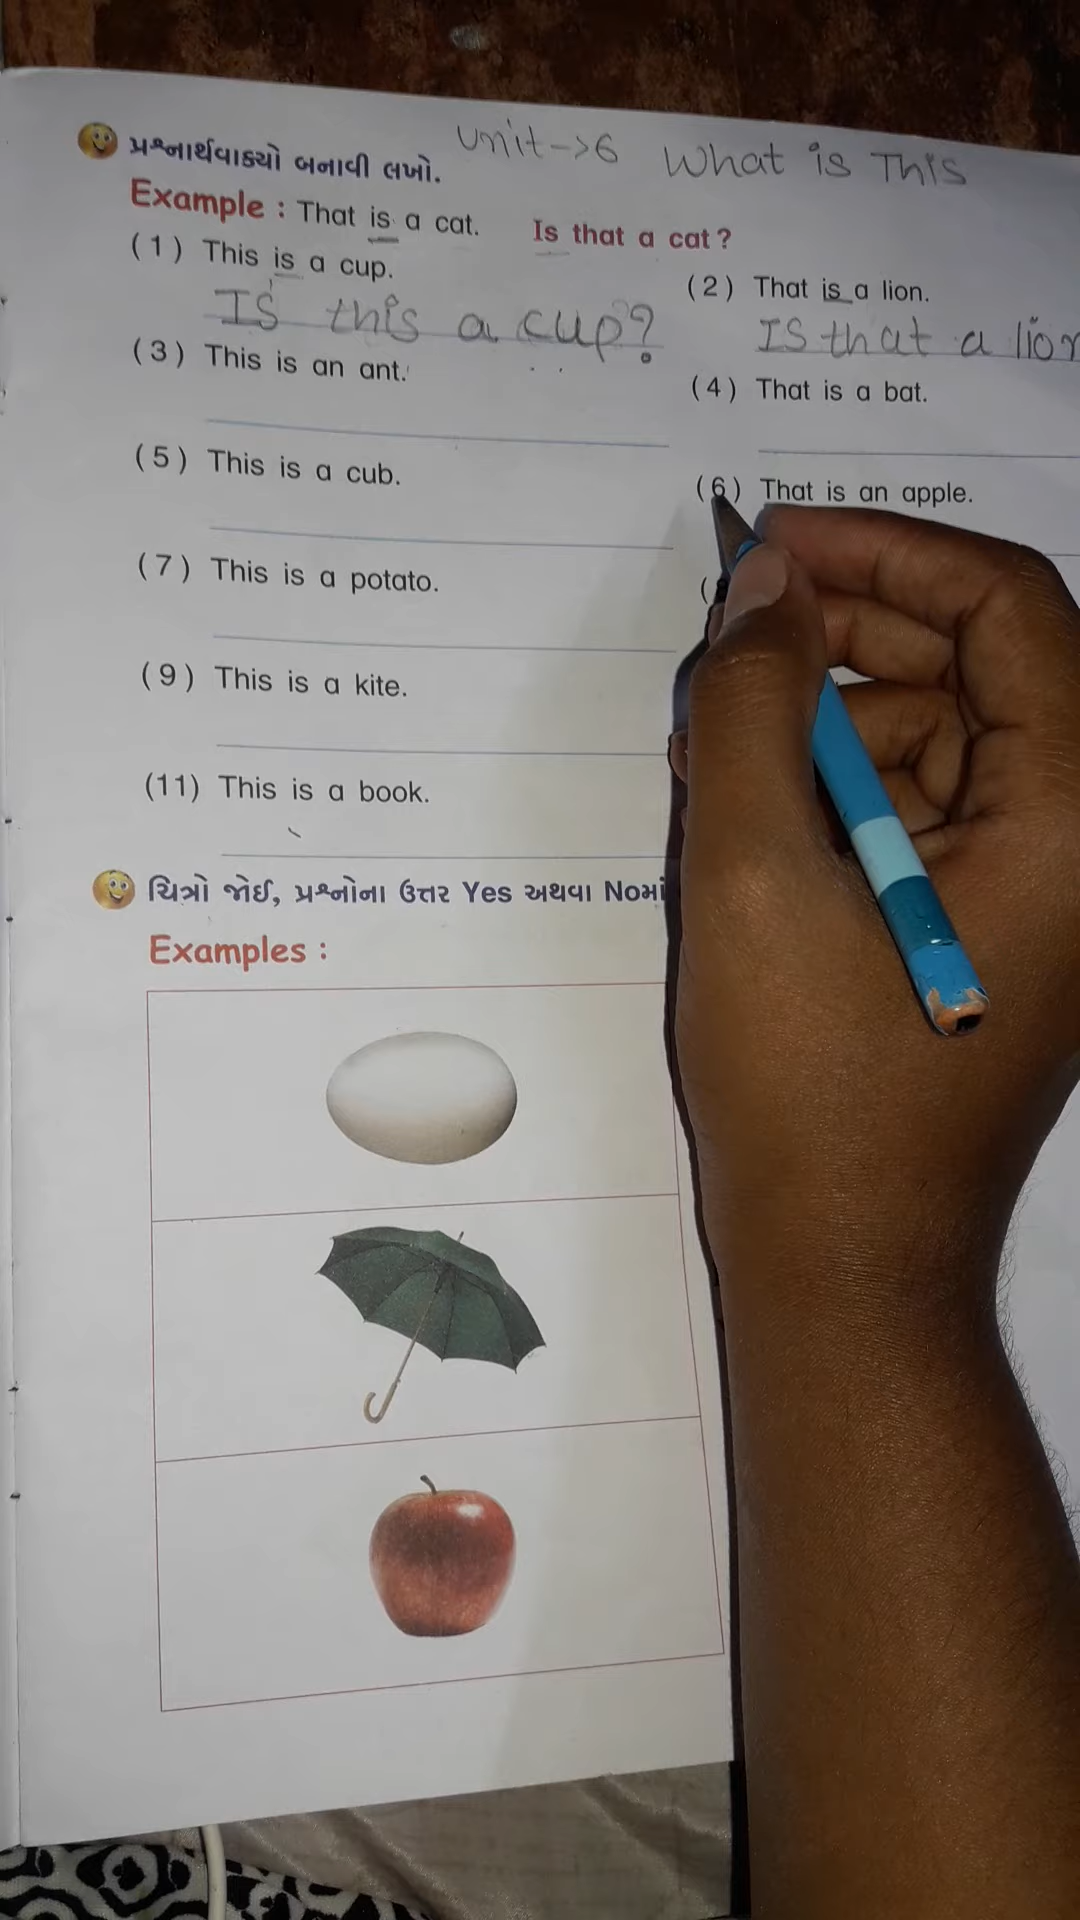 unit->6 What is This
પ્રશ્નાર્થવાક્યો બનાવી લખો.
Example : That is a cat. Is that a cat ?
(1) This is a cup.
Is this a cup?
(2) That is a lion.
Is that a lion
(3) This is an ant.
(4) That is a bat.
(5) This is a cub.
(6) That is an apple.
(7) This is a potato.
(9) This is a kite.
(11) This is a book.
ચિત્રો જોઈ, પ્રશ્નોના ઉત્તર Yes અથવા Noમાં
Examples :